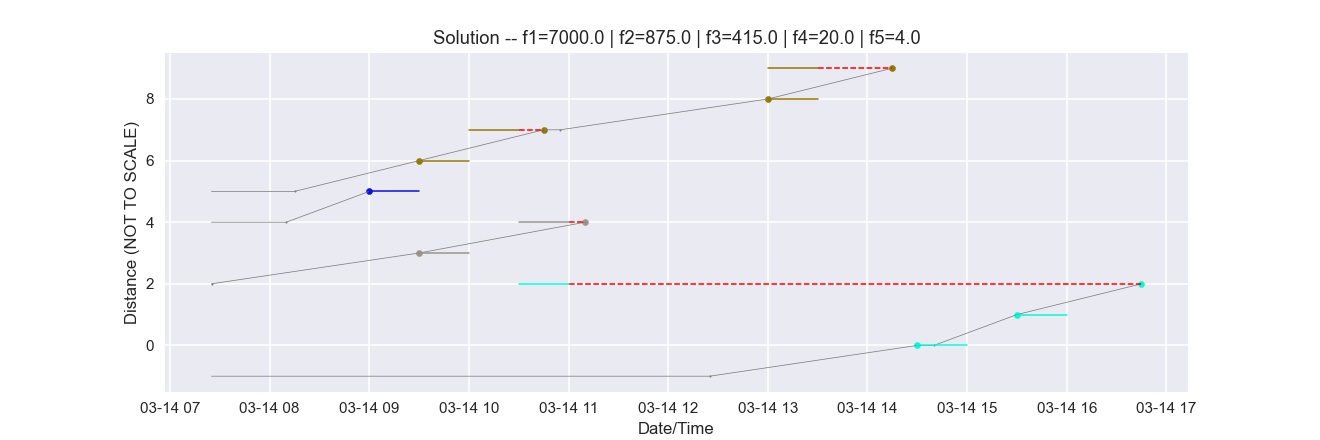 Solution -- f1=7000.0 | f2=875.0 | f3=415.0 | f4=20.0 | f5=4.0
Distance (NOT TO SCALE)
8
6
4
2
0
03-14 07 03-14 08 03-14 09 03-14 10 03-14 11 03-14 12 03-14 13 03-14 14 03-14 15 03-14 16 03-14 17
Date/Time